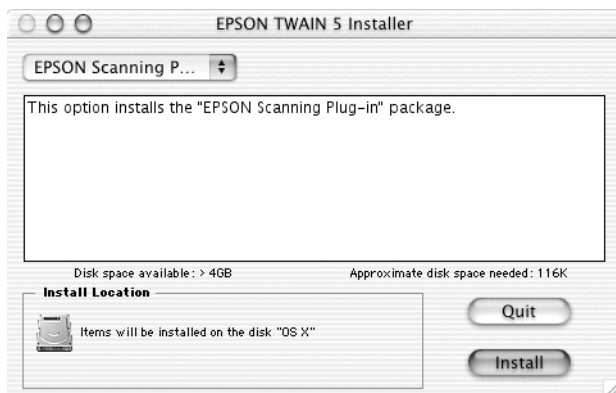 EPSON TWAIN 5 Installer
EPSON Scanning P...
This option installs the "EPSON Scanning Plug-in" package.
Disk space available: > 4GB
Approximate disk space needed: 116K
Install Location
Items will be installed on the disk "OS X"
Quit
Install